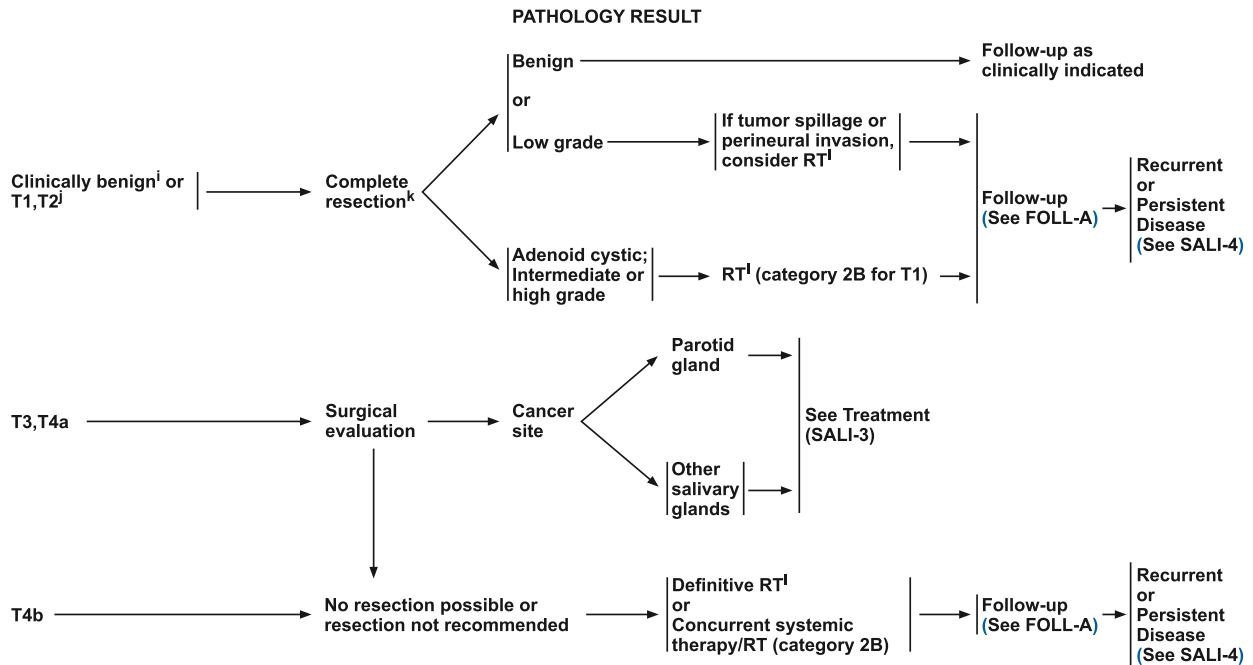 PATHOLOGY RESULT
Benign
or
Low grade
Follow-up as
clinically indicated
If tumor spillage or
perineural invasion,
consider RTˡ
Clinically benignⁱ or
T1,T2ʲ
Complete
resectionᵏ
Adenoid cystic;
Intermediate or
high grade
RTˡ (category 2B for T1)
Follow-up
(See FOLL-A)
Recurrent
or
Persistent
Disease
(See SALI-4)
T3,T4a
Surgical
evaluation
Cancer
site
Parotid
gland
Other
salivary
glands
See Treatment
(SALI-3)
T4b
No resection possible or
resection not recommended
Definitive RTˡ
or
Concurrent systemic
therapy/RT (category 2B)
Follow-up
(See FOLL-A)
Recurrent
or
Persistent
Disease
(See SALI-4)